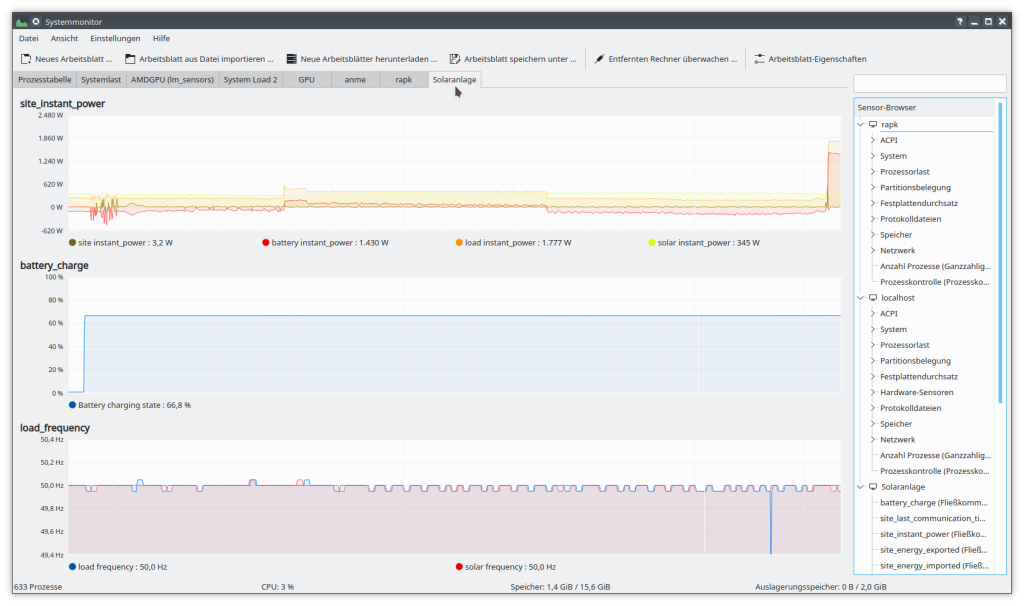 Systemmonitor
Datei Ansicht Einstellungen Hilfe
Neues Arbeitsblatt ... Arbeitsblatt aus Datei importieren ... Neue Arbeitsblätter herunterladen ... Arbeitsblatt speichern unter ... Entfernten Rechner überwachen ... Arbeitsblatt-Eigenschaften
Prozesstabelle Systemlast AMDGPU (lm_sensors) System Load 2 GPU anme rapk Solaranlage
site_instant_power
2.480 W
1.860 W
1.240 W
620 W
0 W
-620 W
site instant_power : 3,2 W battery instant_power : 1.430 W load instant_power : 1.777 W solar instant_power : 345 W
battery_charge
100 %
80 %
60 %
40 %
20 %
0 %
Battery charging state : 66,8 %
load_frequency
50,4 Hz
50,2 Hz
50,0 Hz
49,8 Hz
49,6 Hz
49,4 Hz
load frequency : 50,0 Hz solar frequency : 50,0 Hz
Sensor-Browser
rapk
ACPI
System
Prozessorlast
Partitionsbelegung
Festplattendurchsatz
Protokolldateien
Speicher
Netzwerk
Anzahl Prozesse (Ganzzahlig...
Prozesskontrolle (Prozessko...
localhost
ACPI
System
Prozessorlast
Partitionsbelegung
Festplattendurchsatz
Hardware-Sensoren
Protokolldateien
Speicher
Netzwerk
Anzahl Prozesse (Ganzzahlig...
Prozesskontrolle (Prozessko...
Solaranlage
battery_charge (Fließkomm...
site_last_communication_ti...
site_instant_power (Fließko...
site_energy_exported (Fließ...
site_energy_imported (Fließ...
633 Prozesse CPU: 3 % Speicher: 1,4 GiB / 15,6 GiB Auslagerungsspeicher: 0 B / 2,0 GiB